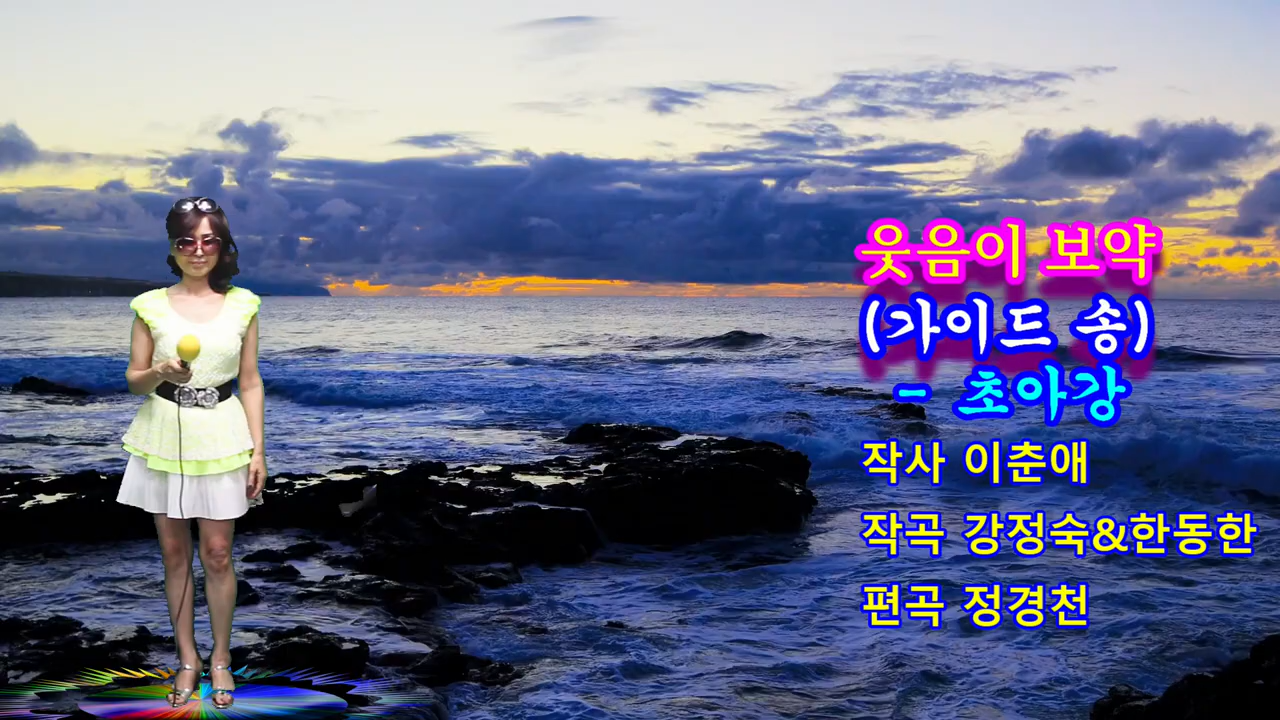 웃음이 보약
(가이드 송)
- 초아강
작사 이춘애
작곡 강정숙&한동한
편곡 정경천